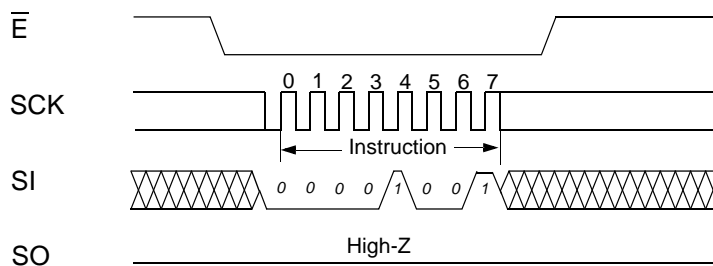 E
SCK
0 1 2 3 4 5 6 7
Instruction
SI
0 0 0 0 1 0 0 1
High-Z
SO